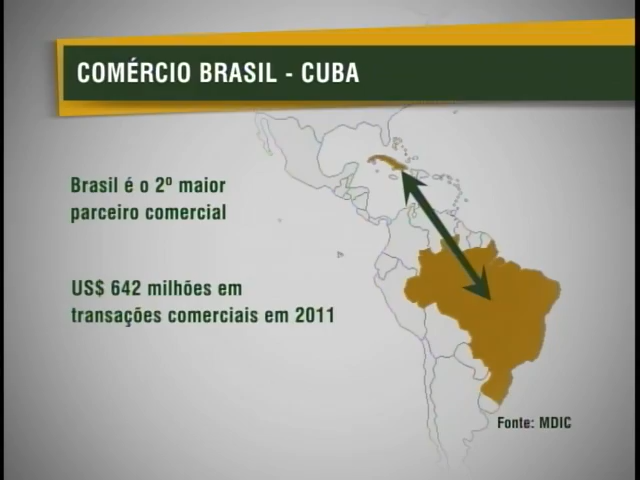 COMÉRCIO BRASIL - CUBA
Brasil é o 2º maior
parceiro comercial
US$ 642 milhões em
transações comerciais em 2011
Fonte: MDIC